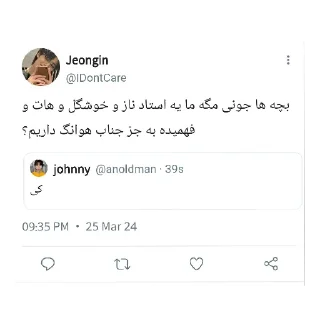 Jeongin
@IDontCare
بچه ها جونی مگه ما یه استاد ناز و خوشگل و هات و
فهمیده به جز جناب هوانگ داریم؟
johnny @anoldman · 39s
کی
09:35 PM • 25 Mar 24